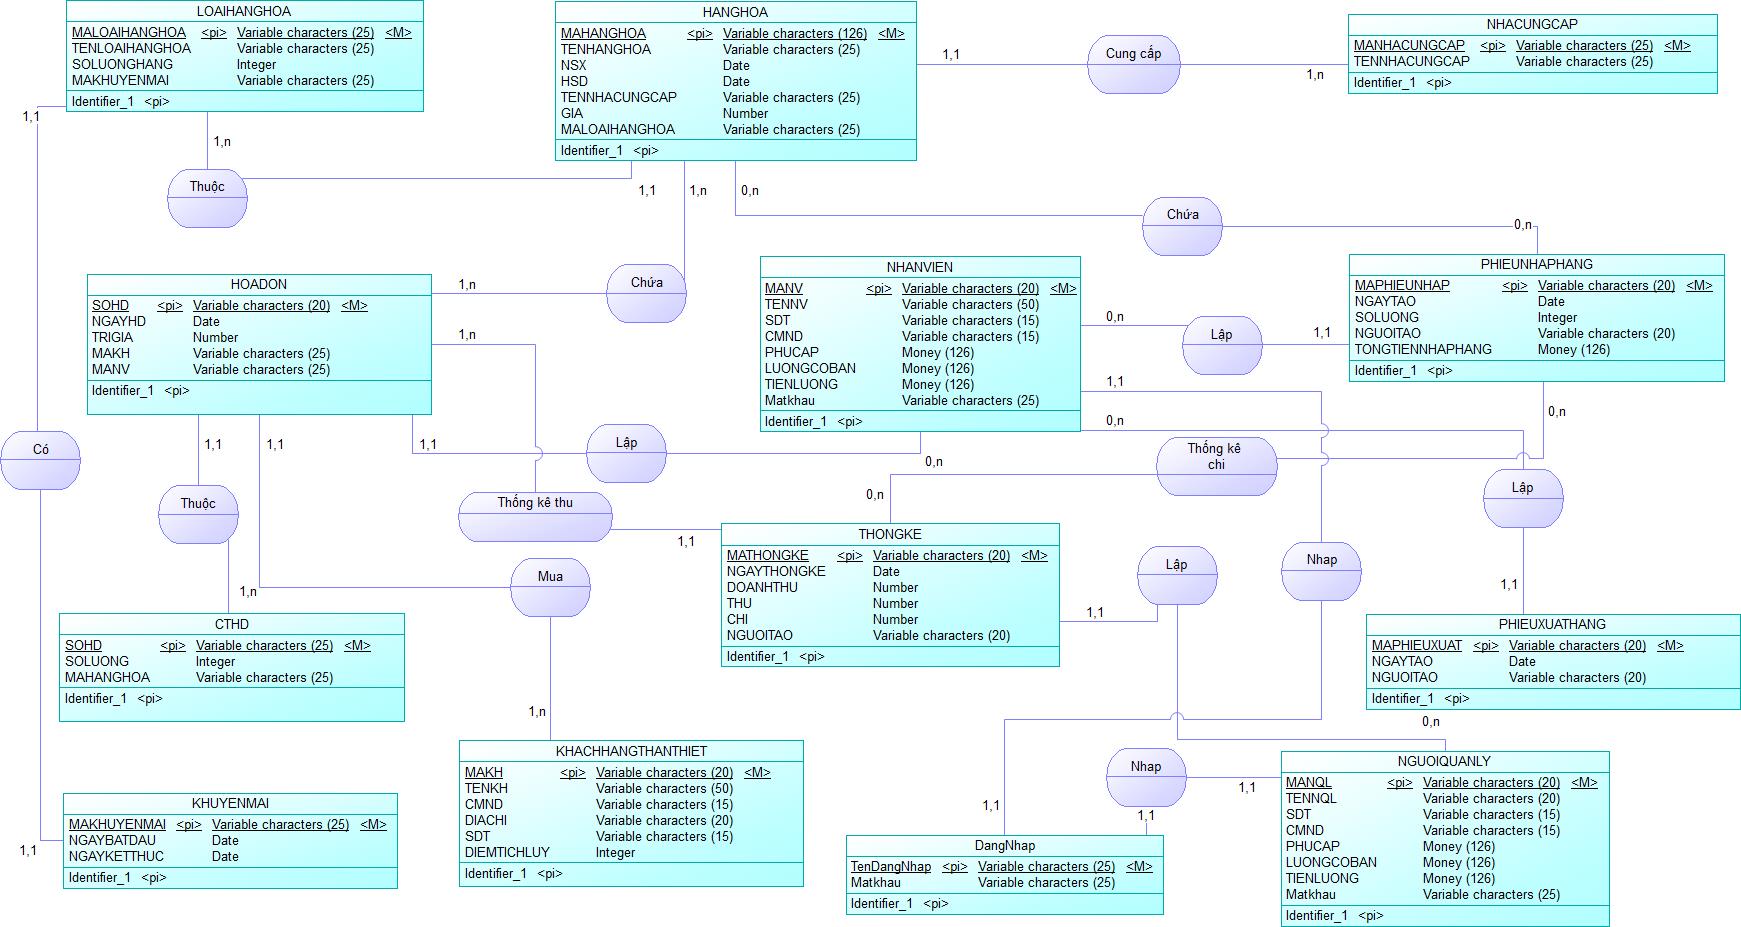 LOAIHANGHOA
MALOAIHANGHOA <pi> Variable characters (25) <M>
TENLOAIHANGHOA Variable characters (25)
SOLUONGHANG Integer
MAKHUYENMAI Variable characters (25)
Identifier_1 <pi>
HANGHOA
MAHANGHOA <pi> Variable characters (126) <M>
TENHANGHOA Variable characters (25)
NSX Date
HSD Date
TENNHACUNGCAP Variable characters (25)
GIA Number
MALOAIHANGHOA Variable characters (25)
Identifier_1 <pi>
1,1
Cung cấp
1,n
NHACUNGCAP
MANHACUNGCAP <pi> Variable characters (25) <M>
TENNHACUNGCAP Variable characters (25)
Identifier_1 <pi>
1,1
1,n
Thuộc
1,1
1,n
0,n
Chứa
0,n
HOADON
SOHD <pi> Variable characters (20) <M>
NGAYHD Date
TRIGIA Number
MAKH Variable characters (25)
MANV Variable characters (25)
Identifier_1 <pi>
1,n
Chứa
1,n
NHANVIEN
MANV <pi> Variable characters (20) <M>
TENNV Variable characters (50)
SDT Variable characters (15)
CMND Variable characters (15)
PHUCAP Money (126)
LUONGCOBAN Money (126)
TIENLUONG Money (126)
Matkhau Variable characters (25)
Identifier_1 <pi>
0,n
Lập
1,1
1,1
0,n
PHIEUNHAPHANG
MAPHIEUNHAP <pi> Variable characters (20) <M>
NGAYTAO Date
SOLUONG Integer
NGUOITAO Variable characters (20)
TONGTIENNHAPHANG Money (126)
Identifier_1 <pi>
0,n
Có
1,1
1,1
1,1
Lập
0,n
Thống kê
chi
0,n
Lập
Thuộc
Thống kê thu
1,1
THONGKE
MATHONGKE <pi> Variable characters (20) <M>
NGAYTHONGKE Date
DOANHTHU Number
THU Number
CHI Number
NGUOITAO Variable characters (20)
Identifier_1 <pi>
Lập
1,1
Nhap
1,1
1,n
Mua
CTHD
SOHD <pi> Variable characters (25) <M>
SOLUONG Integer
MAHANGHOA Variable characters (25)
Identifier_1 <pi>
PHIEUXUATHANG
MAPHIEUXUAT <pi> Variable characters (20) <M>
NGAYTAO Date
NGUOITAO Variable characters (20)
Identifier_1 <pi>
1,n
0,n
KHACHHANGTHANTHIET
MAKH <pi> Variable characters (20) <M>
TENKH Variable characters (50)
CMND Variable characters (15)
DIACHI Variable characters (20)
SDT Variable characters (15)
DIEMTICHLUY Integer
Identifier_1 <pi>
Nhap
1,1
1,1
1,1
NGUOIQUANLY
MANQL <pi> Variable characters (20) <M>
TENNQL Variable characters (20)
SDT Variable characters (15)
CMND Variable characters (15)
PHUCAP Money (126)
LUONGCOBAN Money (126)
TIENLUONG Money (126)
Matkhau Variable characters (25)
Identifier_1 <pi>
KHUYENMAI
MAKHUYENMAI <pi> Variable characters (25) <M>
NGAYBATDAU Date
NGAYKETTHUC Date
Identifier_1 <pi>
1,1
DangNhap
TenDangNhap <pi> Variable characters (25) <M>
Matkhau Variable characters (25)
Identifier_1 <pi>